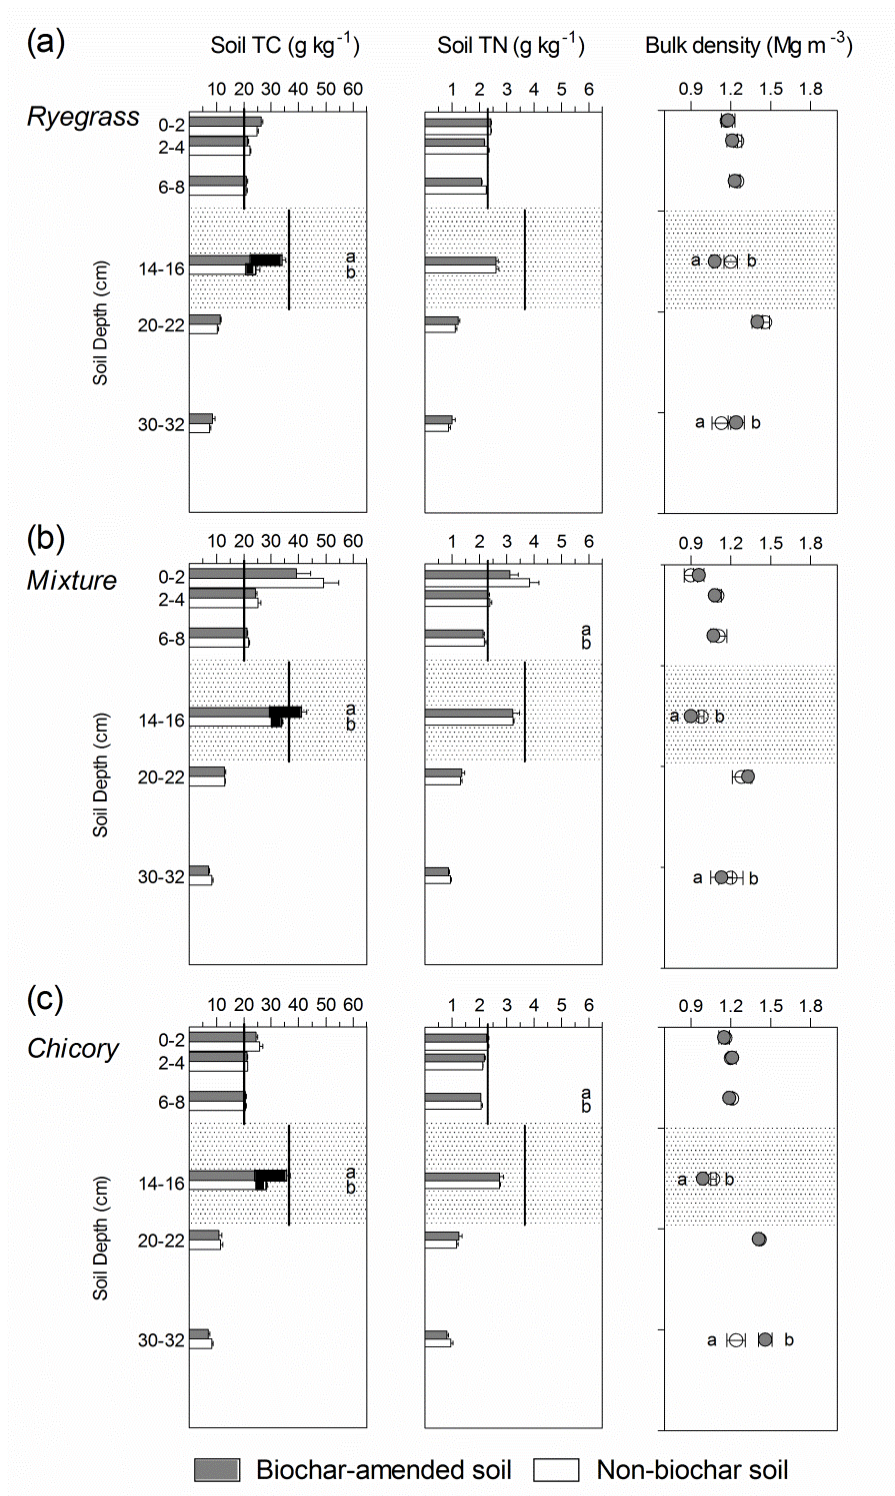 (a)
Soil TC (g kg⁻¹) Soil TN (g kg⁻¹) Bulk density (Mg m⁻³)
10 20 30 40 50 60 1 2 3 4 5 6 0.9 1.2 1.5 1.8
Ryegrass
0-2
2-4
6-8
14-16 a b a b
20-22
30-32 a b
Soil Depth (cm)
(b)
10 20 30 40 50 60 1 2 3 4 5 6 0.9 1.2 1.5 1.8
Mixture
0-2
2-4
6-8 a b
14-16 a b a b
20-22
30-32 a b
Soil Depth (cm)
(c)
10 20 30 40 50 60 1 2 3 4 5 6 0.9 1.2 1.5 1.8
Chicory
0-2
2-4
6-8 a b
14-16 a b a b
20-22
30-32 a b
Soil Depth (cm)
Biochar-amended soil Non-biochar soil